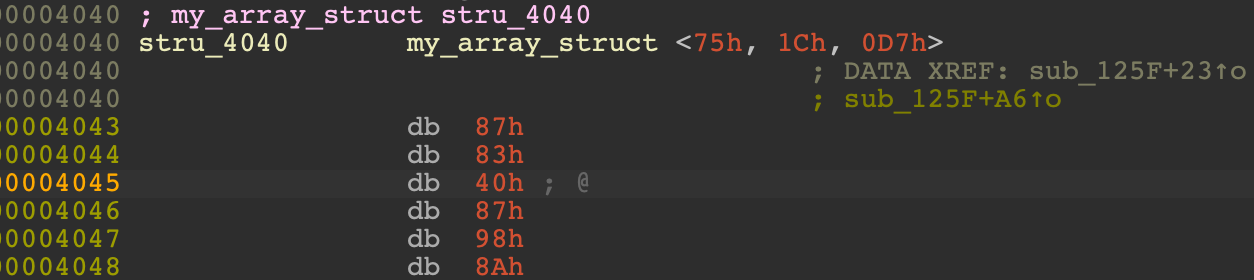 00004040 ; my_array_struct stru_4040
00004040 stru_4040 my_array_struct <75h, 1Ch, 0D7h>
00004040 ; DATA XREF: sub_125F+23↑o
00004040 ; sub_125F+A6↑o
00004043 db 87h
00004044 db 83h
00004045 db 40h ; @
00004046 db 87h
00004047 db 98h
00004048 db 8Ah